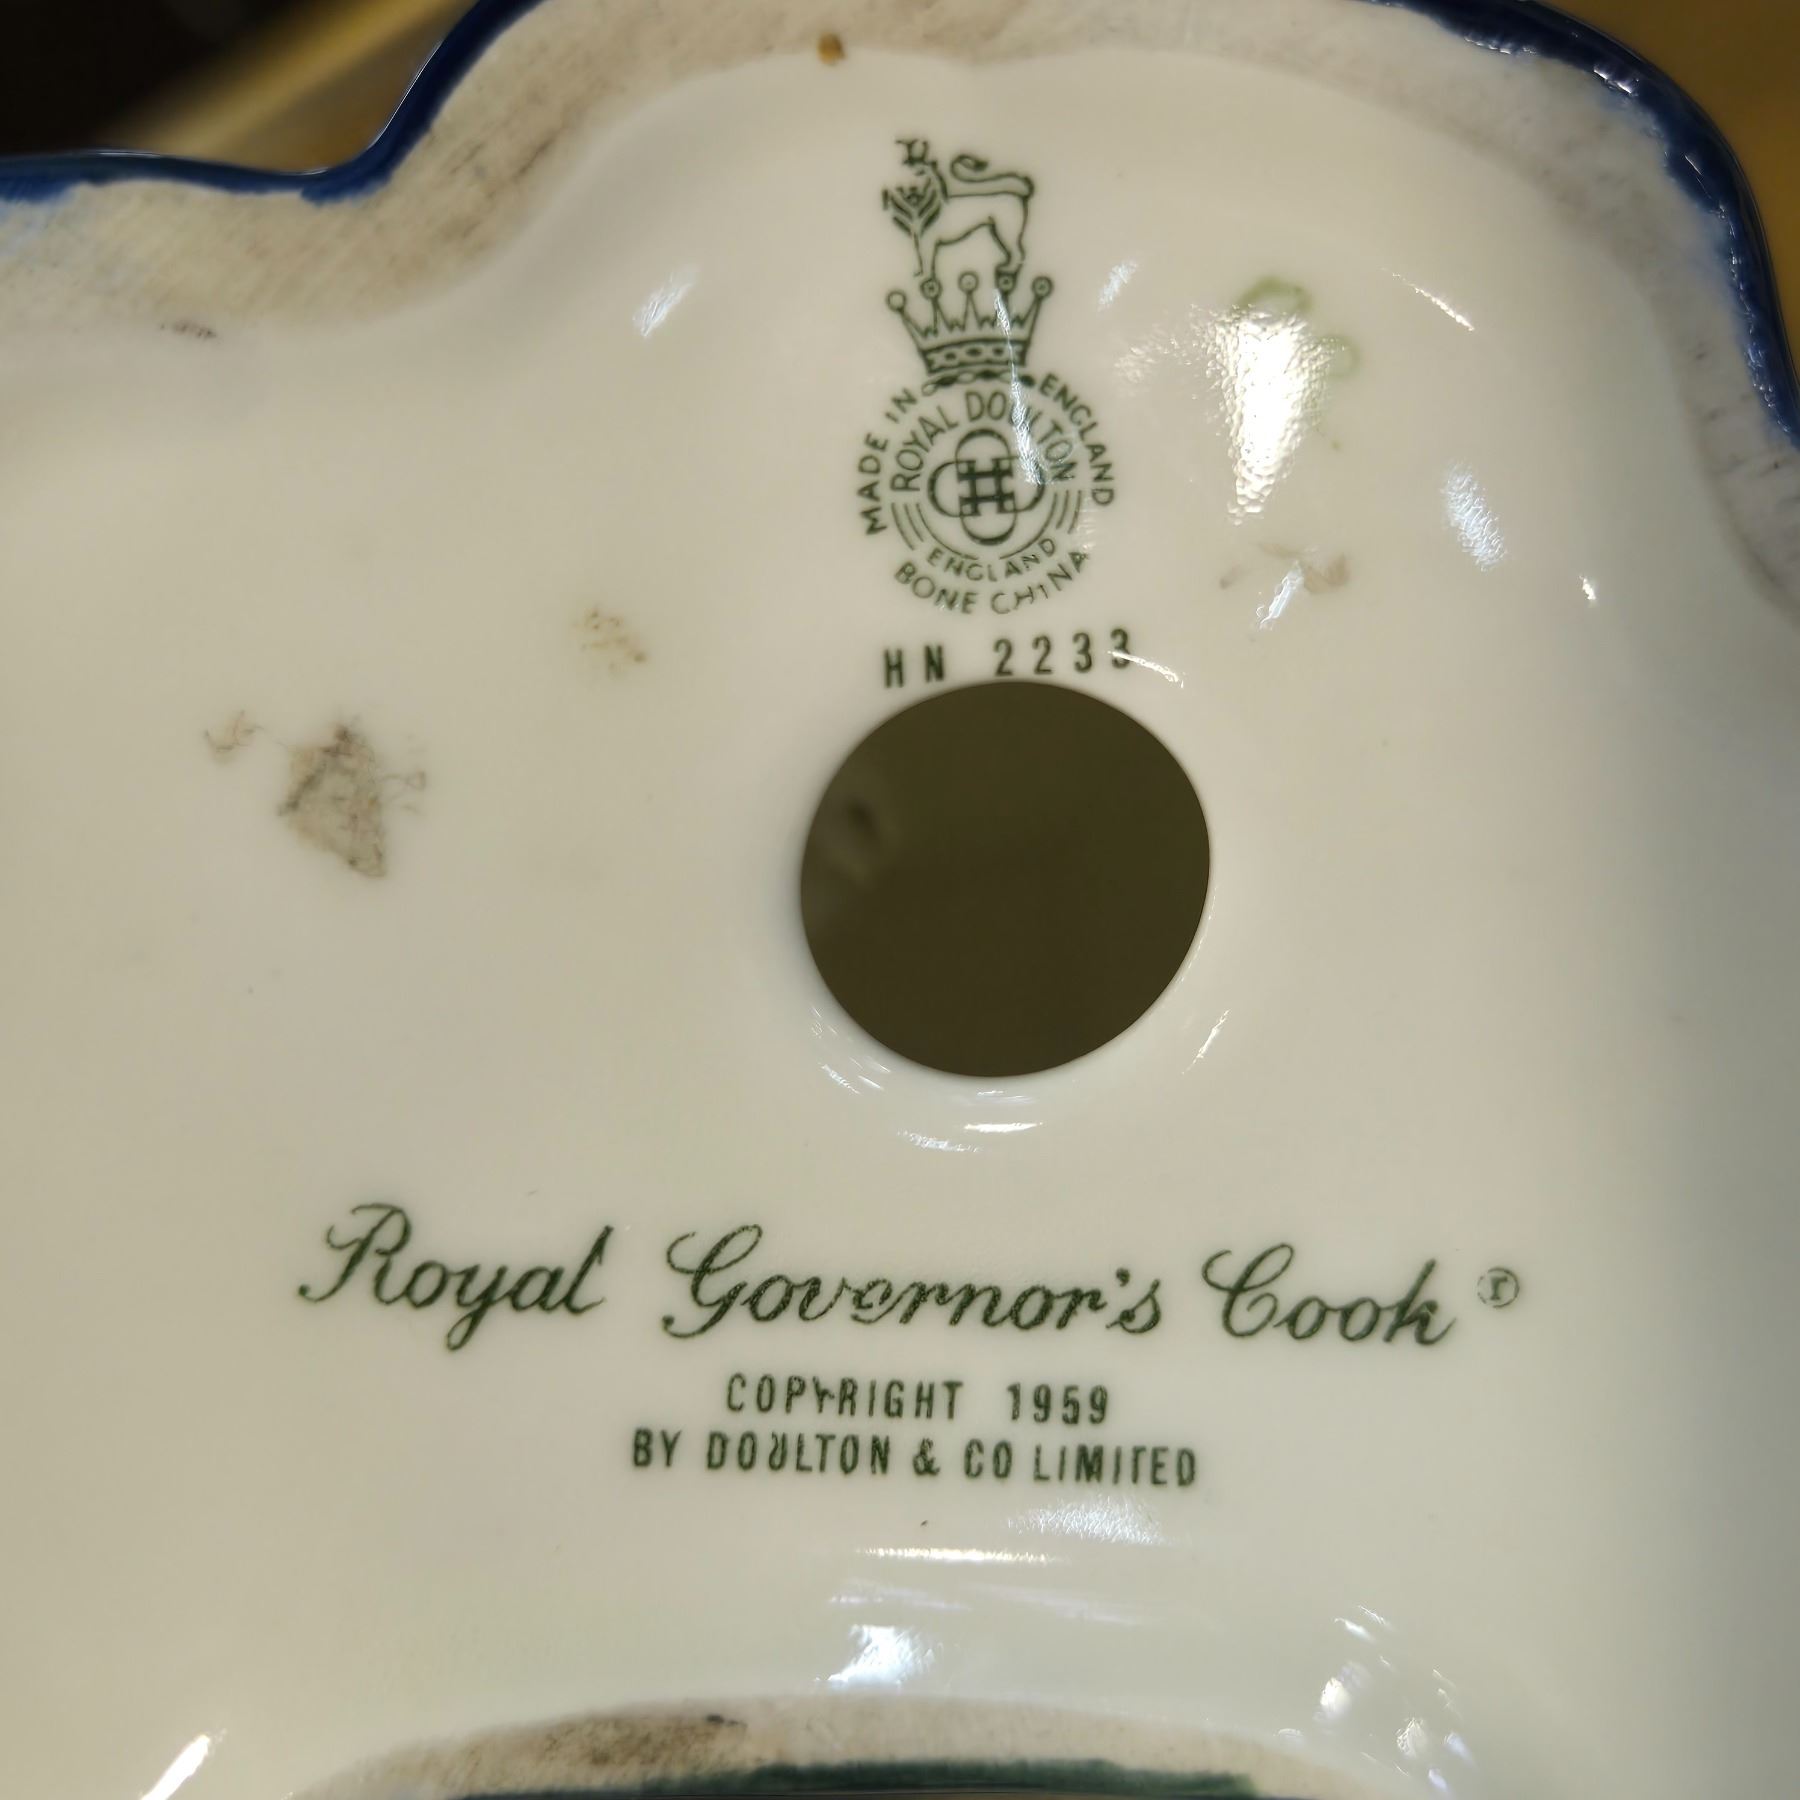 MADE IN ENGLAND
ROYAL DOULTON
ENGLAND
BONE CHINA
HN 2233
Royal Governor's Cook ®
COPYRIGHT 1959
BY DOULTON & CO LIMITED